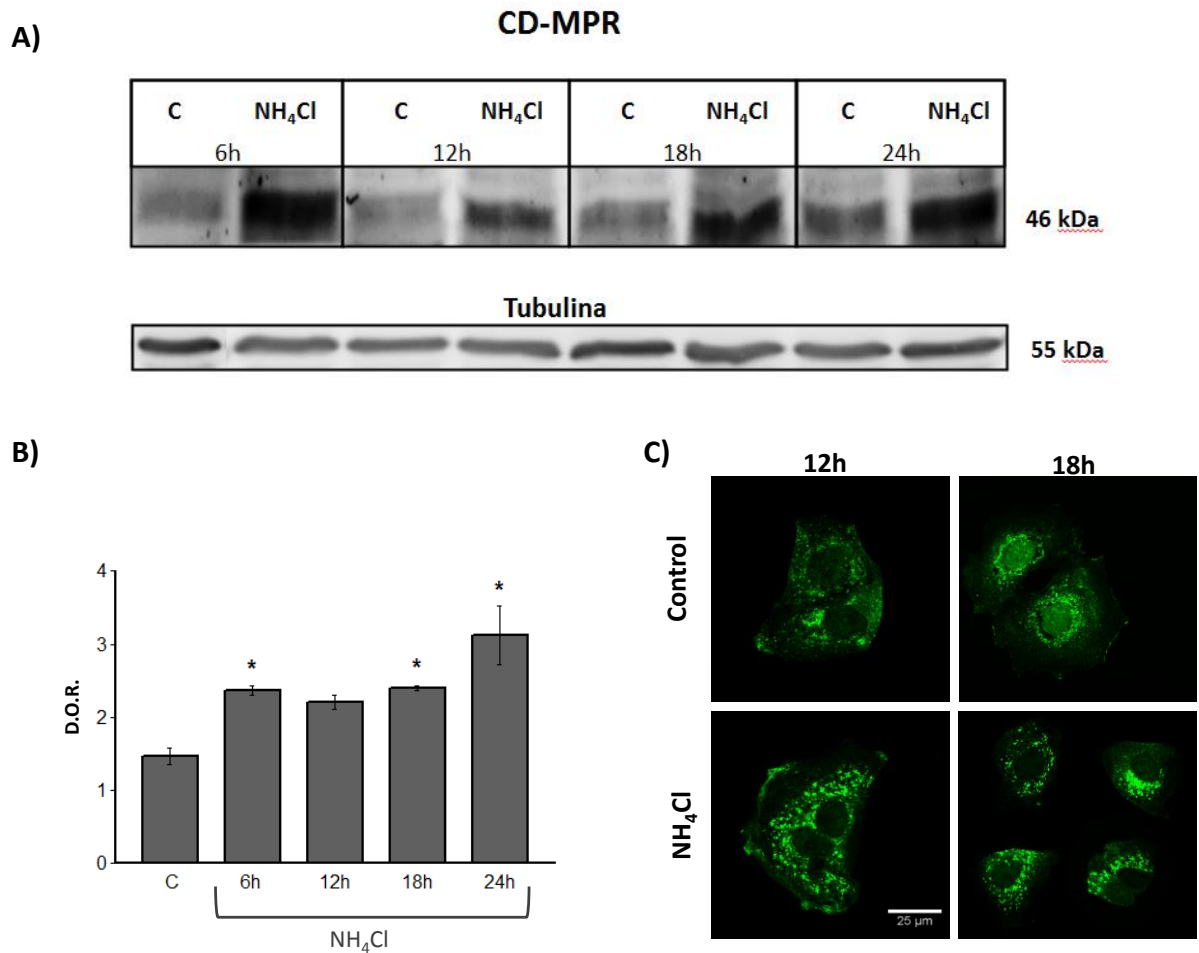 CD-MPR
A)
C NH₄Cl C NH₄Cl C NH₄Cl C NH₄Cl
6h 12h 18h 24h
46 kDa
Tubulina
55 kDa
B)
4
3
2
1
0
D.O.R.
* * *
C 6h 12h 18h 24h
NH₄Cl
C)
12h 18h
Control
NH₄Cl
25 µm